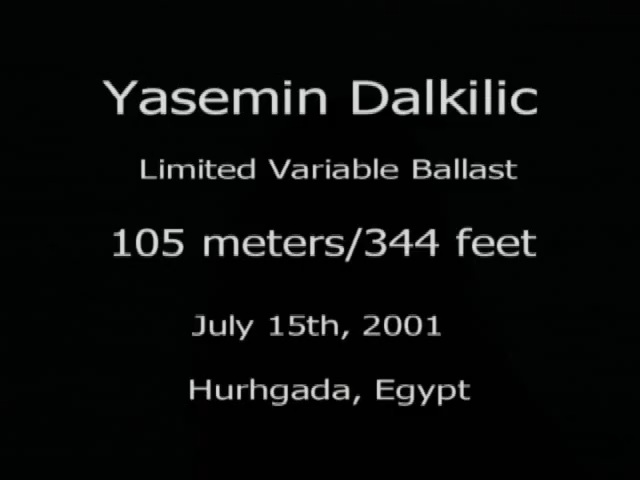 Yasemin Dalkilic
Limited Variable Ballast
105 meters/344 feet
July 15th, 2001
Hurhgada, Egypt